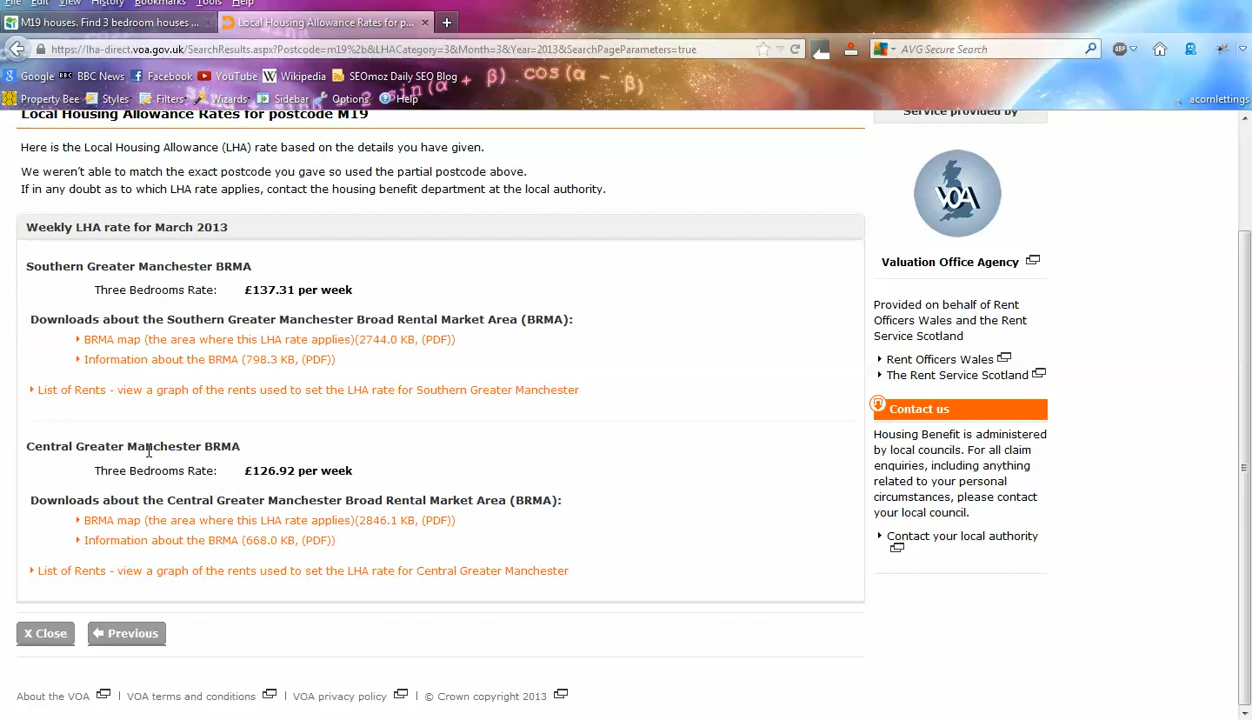 File Edit View History Bookmarks Tools Help
M19 houses. Find 3 bedroom houses ...
Local Housing Allowance Rates for p... ×
https://lha-direct.voa.gov.uk/SearchResults.aspx?Postcode=m19%2b&LHACategory=3&Month=3&Year=2013&SearchPageParameters=true
AVG Secure Search
ABP
Google BBC News Facebook YouTube Wikipedia SEOmoz Daily SEO Blog
Property Bee Styles Filters Wizards Sidebar Options Help
acornlettings
Local Housing Allowance Rates for postcode M19
Here is the Local Housing Allowance (LHA) rate based on the details you have given.
We weren't able to match the exact postcode you gave so used the partial postcode above.
If in any doubt as to which LHA rate applies, contact the housing benefit department at the local authority.
Weekly LHA rate for March 2013
Southern Greater Manchester BRMA
Three Bedrooms Rate: £137.31 per week
Downloads about the Southern Greater Manchester Broad Rental Market Area (BRMA):
BRMA map (the area where this LHA rate applies)(2744.0 KB, (PDF))
Information about the BRMA (798.3 KB, (PDF))
List of Rents - view a graph of the rents used to set the LHA rate for Southern Greater Manchester
Central Greater Manchester BRMA
Three Bedrooms Rate: £126.92 per week
Downloads about the Central Greater Manchester Broad Rental Market Area (BRMA):
BRMA map (the area where this LHA rate applies)(2846.1 KB, (PDF))
Information about the BRMA (668.0 KB, (PDF))
List of Rents - view a graph of the rents used to set the LHA rate for Central Greater Manchester
X Close Previous
Service provided by
VOA
Valuation Office Agency
Provided on behalf of Rent
Officers Wales and the Rent
Service Scotland
Rent Officers Wales
The Rent Service Scotland
Contact us
Housing Benefit is administered
by local councils. For all claim
enquiries, including anything
related to your personal
circumstances, please contact
your local council.
Contact your local authority
About the VOA | VOA terms and conditions | VOA privacy policy | © Crown copyright 2013